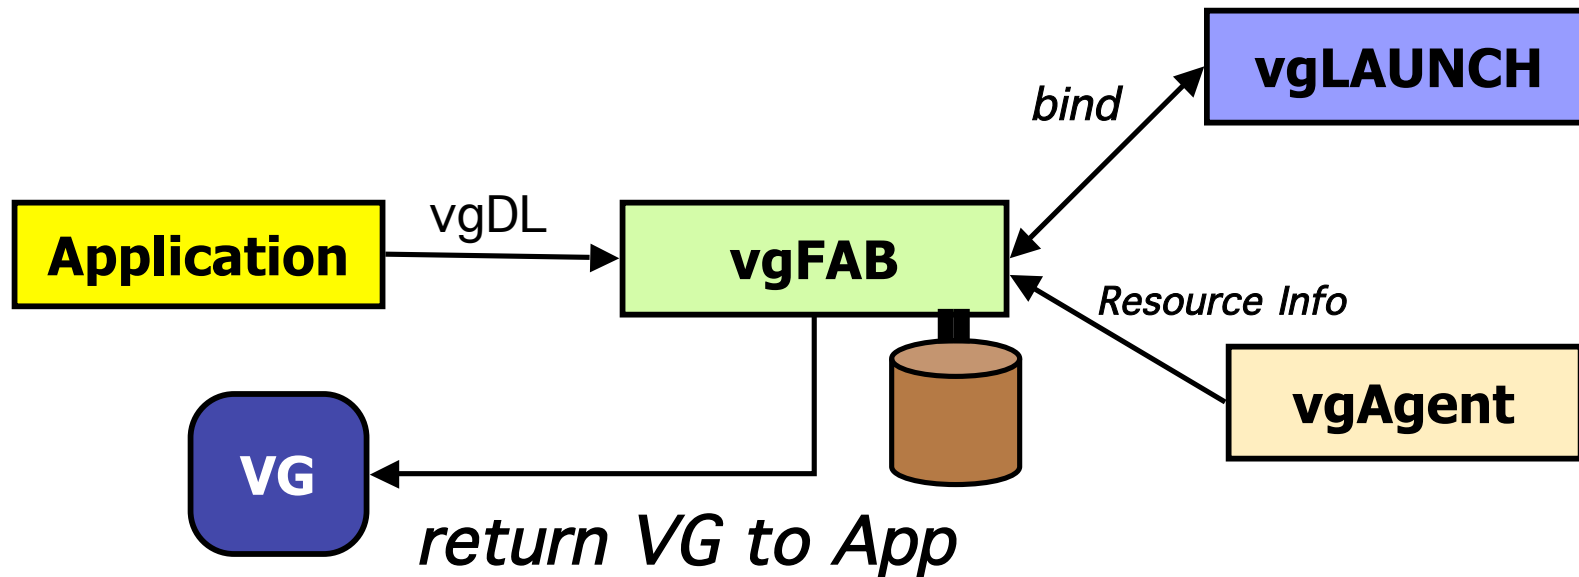 vgLAUNCH
bind
vgDL
Application
vgFAB
Resource Info
vgAgent
VG
return VG to App